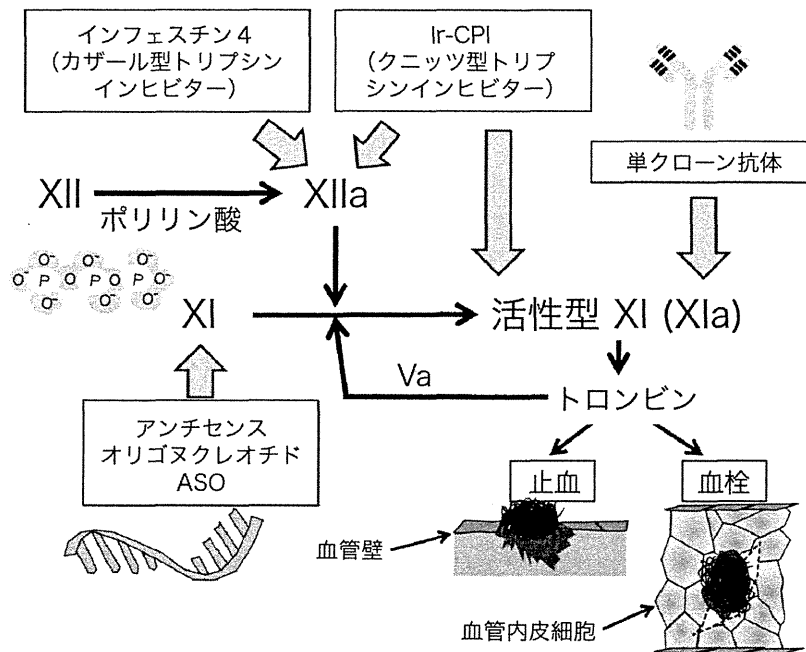 インフェスチン4
(カザール型トリプシン
インヒビター)
Ir-CPI
(クニッツ型トリプ
シンインヒビター)
単クローン抗体
XII
ポリリン酸
XIIa
O⁻ P O P O P O⁻
O⁻ O⁻ O⁻ O⁻
XI
活性型 XI (XIa)
Va
トロンビン
アンチセンス
オリゴヌクレオチド
ASO
止血
血栓
血管壁
血管内皮細胞